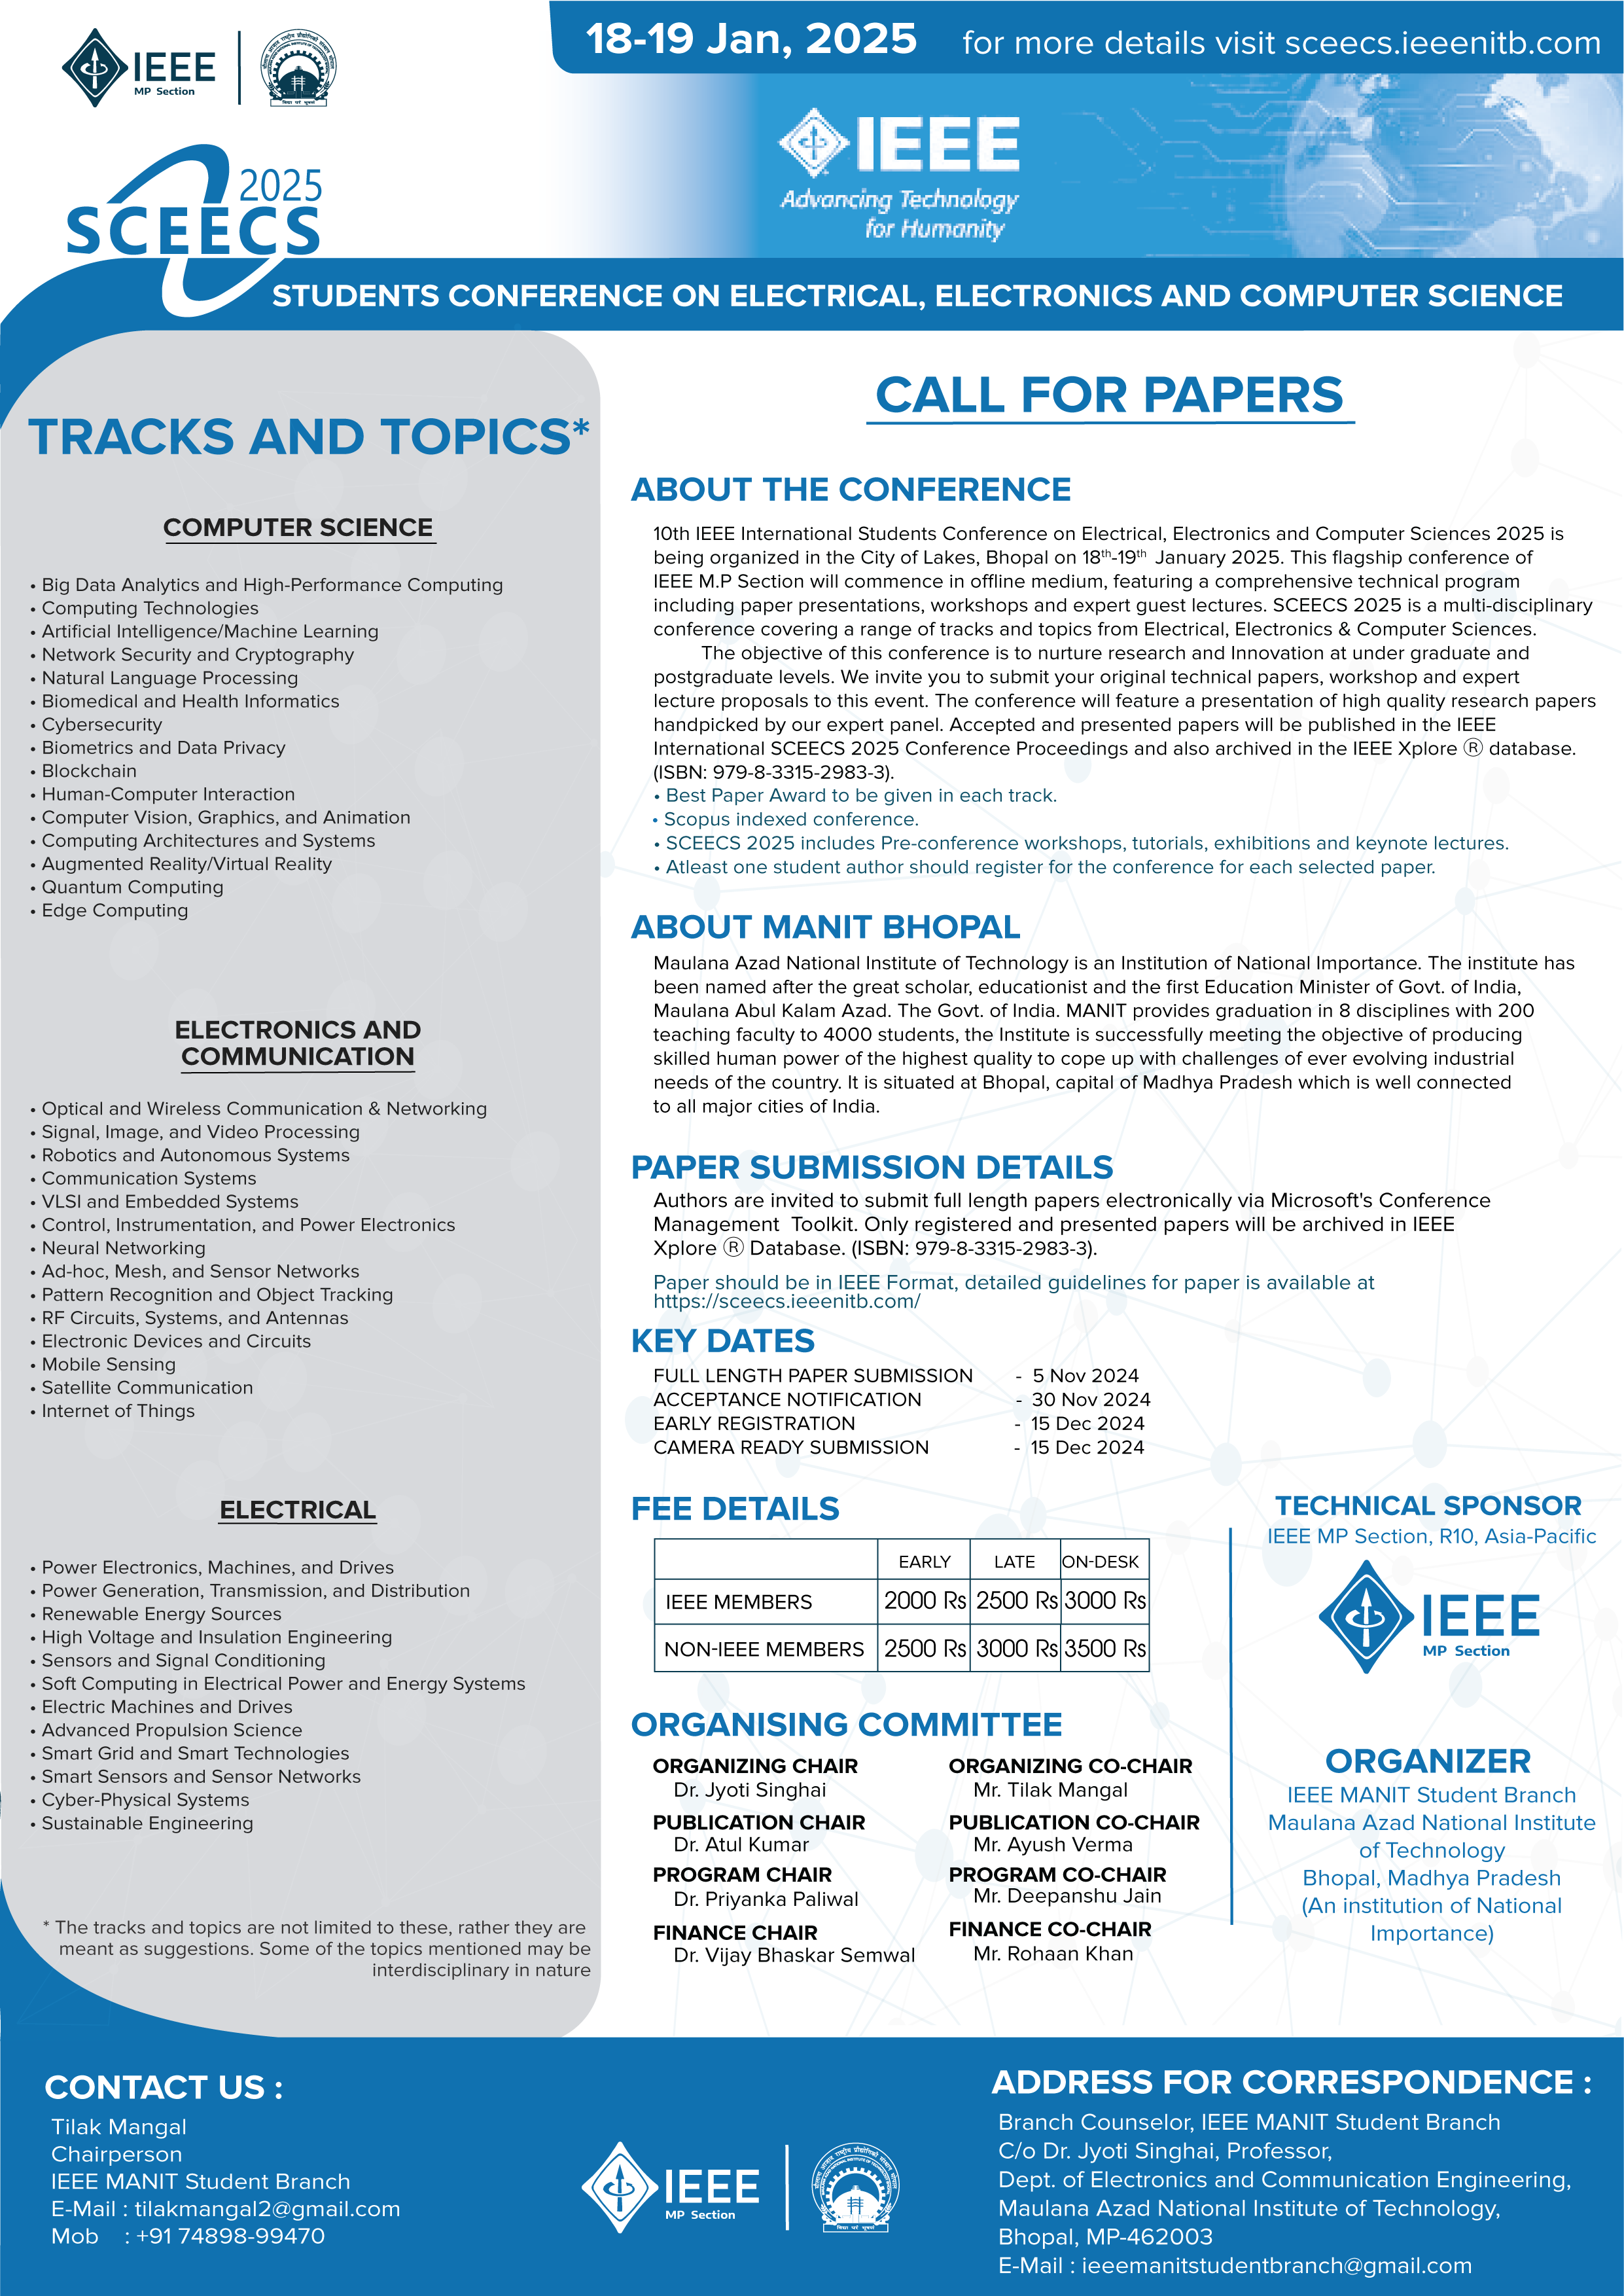 18-19 Jan, 2025 for more details visit sceecs.ieeenitb.com
IEEE
MP Section
IEEE
Advancing Technology
for Humanity
2025
SCEECS
STUDENTS CONFERENCE ON ELECTRICAL, ELECTRONICS AND COMPUTER SCIENCE
TRACKS AND TOPICS*
COMPUTER SCIENCE
• Big Data Analytics and High-Performance Computing
• Computing Technologies
• Artificial Intelligence/Machine Learning
• Network Security and Cryptography
• Natural Language Processing
• Biomedical and Health Informatics
• Cybersecurity
• Biometrics and Data Privacy
• Blockchain
• Human-Computer Interaction
• Computer Vision, Graphics, and Animation
• Computing Architectures and Systems
• Augmented Reality/Virtual Reality
• Quantum Computing
• Edge Computing
ELECTRONICS AND
COMMUNICATION
• Optical and Wireless Communication & Networking
• Signal, Image, and Video Processing
• Robotics and Autonomous Systems
• Communication Systems
• VLSI and Embedded Systems
• Control, Instrumentation, and Power Electronics
• Neural Networking
• Ad-hoc, Mesh, and Sensor Networks
• Pattern Recognition and Object Tracking
• RF Circuits, Systems, and Antennas
• Electronic Devices and Circuits
• Mobile Sensing
• Satellite Communication
• Internet of Things
ELECTRICAL
• Power Electronics, Machines, and Drives
• Power Generation, Transmission, and Distribution
• Renewable Energy Sources
• High Voltage and Insulation Engineering
• Sensors and Signal Conditioning
• Soft Computing in Electrical Power and Energy Systems
• Electric Machines and Drives
• Advanced Propulsion Science
• Smart Grid and Smart Technologies
• Smart Sensors and Sensor Networks
• Cyber-Physical Systems
• Sustainable Engineering
* The tracks and topics are not limited to these, rather they are
meant as suggestions. Some of the topics mentioned may be
interdisciplinary in nature
CALL FOR PAPERS
ABOUT THE CONFERENCE
10th IEEE International Students Conference on Electrical, Electronics and Computer Sciences 2025 is
being organized in the City of Lakes, Bhopal on 18th-19th January 2025. This flagship conference of
IEEE M.P Section will commence in offline medium, featuring a comprehensive technical program
including paper presentations, workshops and expert guest lectures. SCEECS 2025 is a multi-disciplinary
conference covering a range of tracks and topics from Electrical, Electronics & Computer Sciences.
The objective of this conference is to nurture research and Innovation at under graduate and
postgraduate levels. We invite you to submit your original technical papers, workshop and expert
lecture proposals to this event. The conference will feature a presentation of high quality research papers
handpicked by our expert panel. Accepted and presented papers will be published in the IEEE
International SCEECS 2025 Conference Proceedings and also archived in the IEEE Xplore Ⓡ database.
(ISBN: 979-8-3315-2983-3).
• Best Paper Award to be given in each track.
• Scopus indexed conference.
• SCEECS 2025 includes Pre-conference workshops, tutorials, exhibitions and keynote lectures.
• Atleast one student author should register for the conference for each selected paper.
ABOUT MANIT BHOPAL
Maulana Azad National Institute of Technology is an Institution of National Importance. The institute has
been named after the great scholar, educationist and the first Education Minister of Govt. of India,
Maulana Abul Kalam Azad. The Govt. of India. MANIT provides graduation in 8 disciplines with 200
teaching faculty to 4000 students, the Institute is successfully meeting the objective of producing
skilled human power of the highest quality to cope up with challenges of ever evolving industrial
needs of the country. It is situated at Bhopal, capital of Madhya Pradesh which is well connected
to all major cities of India.
PAPER SUBMISSION DETAILS
Authors are invited to submit full length papers electronically via Microsoft's Conference
Management Toolkit. Only registered and presented papers will be archived in IEEE
Xplore Ⓡ Database. (ISBN: 979-8-3315-2983-3).
Paper should be in IEEE Format, detailed guidelines for paper is available at
https://sceecs.ieeenitb.com/
KEY DATES
FULL LENGTH PAPER SUBMISSION - 5 Nov 2024
ACCEPTANCE NOTIFICATION - 30 Nov 2024
EARLY REGISTRATION - 15 Dec 2024
CAMERA READY SUBMISSION - 15 Dec 2024
FEE DETAILS
EARLY LATE ON-DESK
IEEE MEMBERS 2000 Rs 2500 Rs 3000 Rs
NON-IEEE MEMBERS 2500 Rs 3000 Rs 3500 Rs
ORGANISING COMMITTEE
ORGANIZING CHAIR ORGANIZING CO-CHAIR
Dr. Jyoti Singhai Mr. Tilak Mangal
PUBLICATION CHAIR PUBLICATION CO-CHAIR
Dr. Atul Kumar Mr. Ayush Verma
PROGRAM CHAIR PROGRAM CO-CHAIR
Dr. Priyanka Paliwal Mr. Deepanshu Jain
FINANCE CHAIR FINANCE CO-CHAIR
Dr. Vijay Bhaskar Semwal Mr. Rohaan Khan
TECHNICAL SPONSOR
IEEE MP Section, R10, Asia-Pacific
IEEE
MP Section
ORGANIZER
IEEE MANIT Student Branch
Maulana Azad National Institute
of Technology
Bhopal, Madhya Pradesh
(An institution of National
Importance)
CONTACT US :
Tilak Mangal
Chairperson
IEEE MANIT Student Branch
E-Mail : tilakmangal2@gmail.com
Mob : +91 74898-99470
IEEE
MP Section
ADDRESS FOR CORRESPONDENCE :
Branch Counselor, IEEE MANIT Student Branch
C/o Dr. Jyoti Singhai, Professor,
Dept. of Electronics and Communication Engineering,
Maulana Azad National Institute of Technology,
Bhopal, MP-462003
E-Mail : ieeemanitstudentbranch@gmail.com